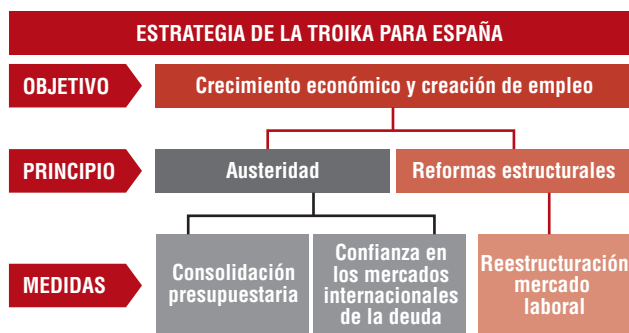 ESTRATEGIA DE LA TROIKA PARA ESPAÑA
OBJETIVO
Crecimiento económico y creación de empleo
PRINCIPIO
Austeridad
Reformas estructurales
MEDIDAS
Consolidación
presupuestaria
Confianza en
los mercados
internacionales
de la deuda
Reestructuración
mercado
laboral